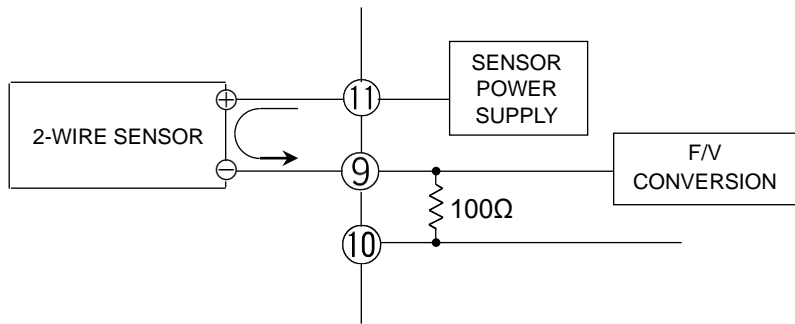 SENSOR
POWER
SUPPLY
11
+
2-WIRE SENSOR
-
9
F/V
CONVERSION
100Ω
10